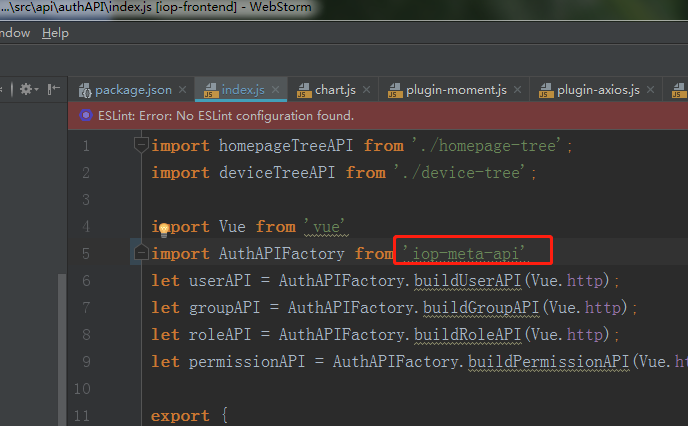 ...\src\api\authAPI\index.js [iop-frontend] - WebStorm
indow Help
package.json
index.js
chart.js
plugin-moment.js
plugin-axios.js
ESLint: Error: No ESLint configuration found.
1 import homepageTreeAPI from './homepage-tree';
2 import deviceTreeAPI from './device-tree';
3
4 import Vue from 'vue'
5 import AuthAPIFactory from 'iop-meta-api'
6 let userAPI = AuthAPIFactory.buildUserAPI(Vue.http);
7 let groupAPI = AuthAPIFactory.buildGroupAPI(Vue.http);
8 let roleAPI = AuthAPIFactory.buildRoleAPI(Vue.http);
9 let permissionAPI = AuthAPIFactory.buildPermissionAPI(Vue.h
10
11 export {